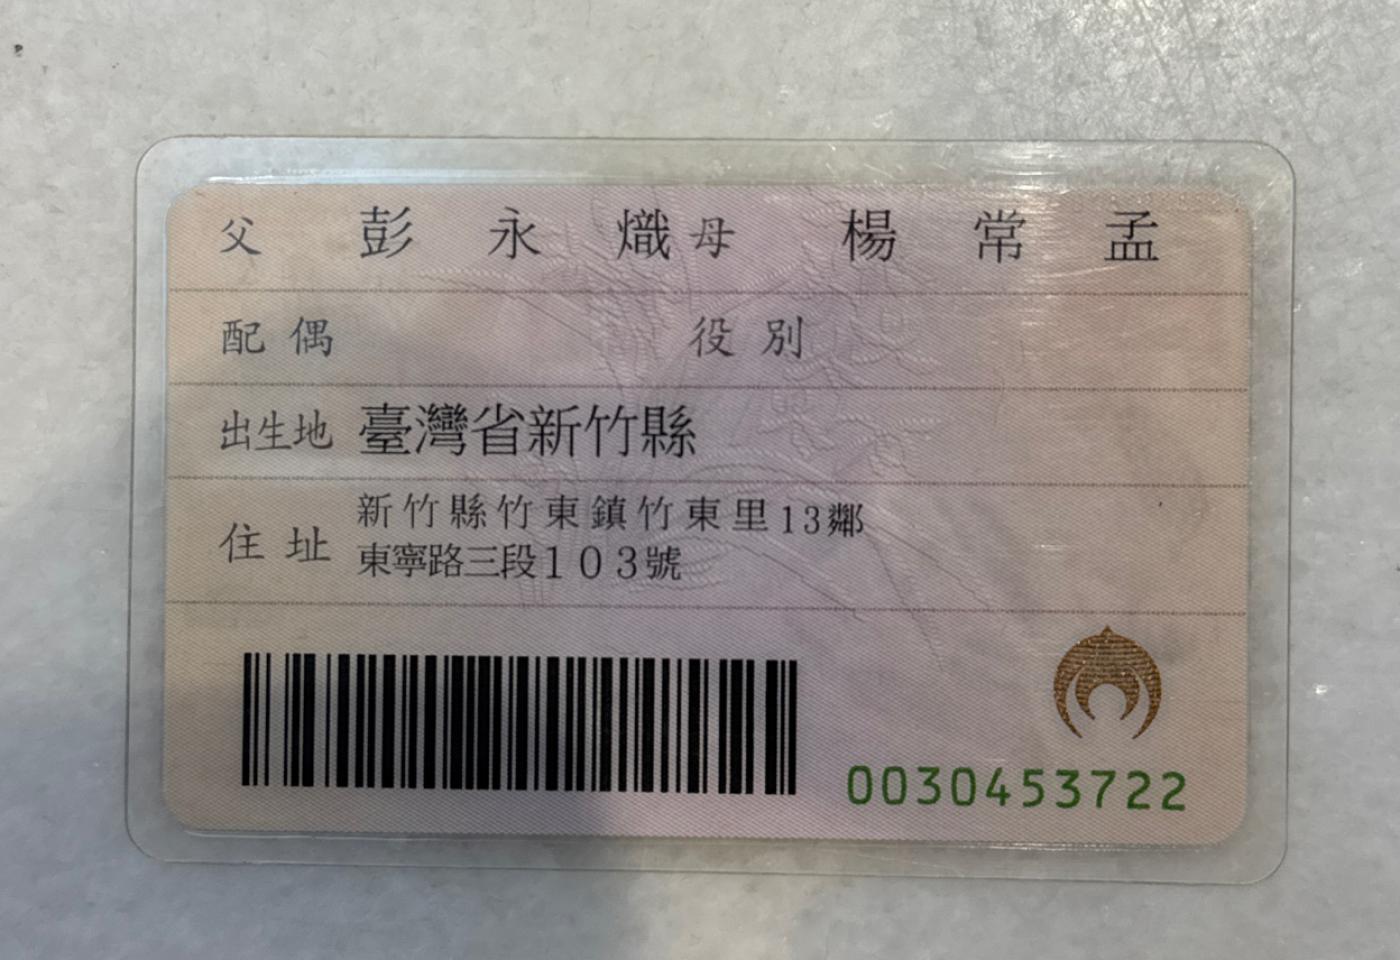 父 彭永熾 母 楊常孟
配偶 役別
出生地 臺灣省新竹縣
住址 新竹縣竹東鎮竹東里13鄰
東寧路三段103號
0030453722